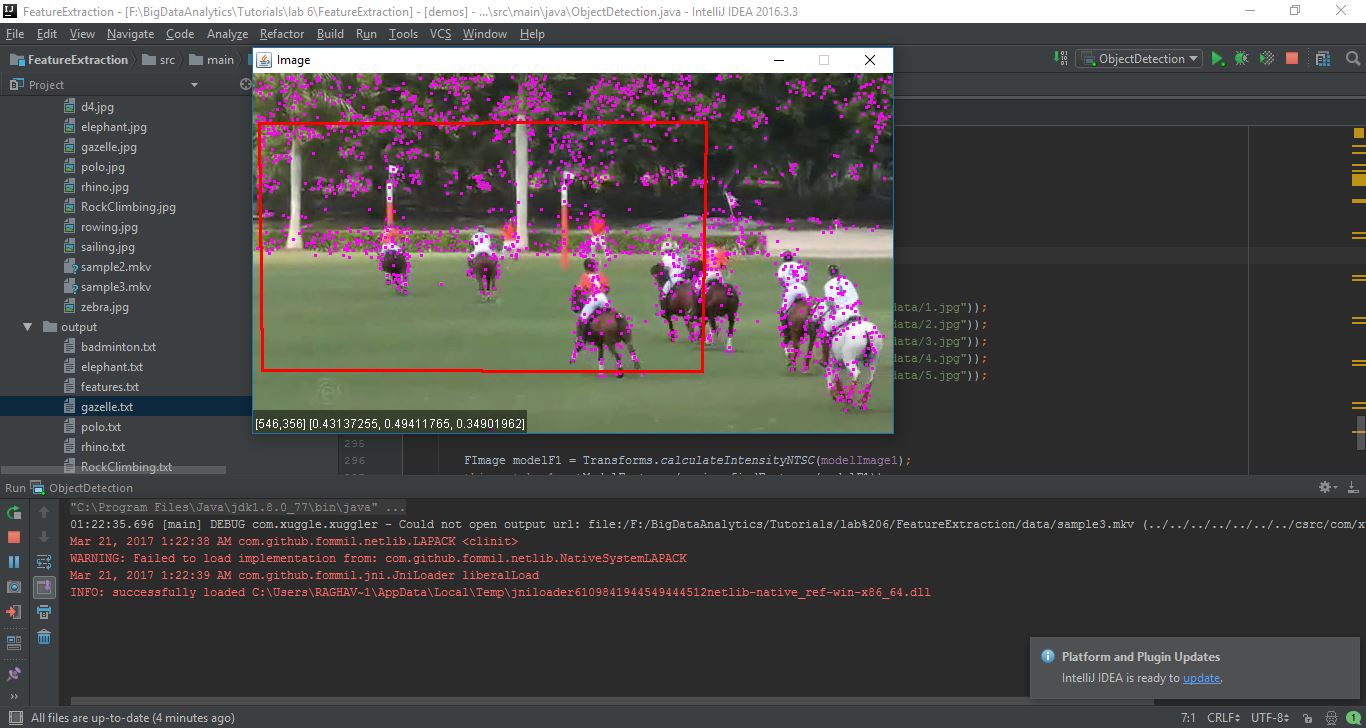 FeatureExtraction - [F:\BigDataAnalytics\Tutorials\lab 6\FeatureExtraction] - [demos] - ...\src\main\java\ObjectDetection.java - IntelliJ IDEA 2016.3.3
File Edit View Navigate Code Analyze Refactor Build Run Tools VCS Window Help
FeatureExtraction src main ObjectDetection
Image
Project
d4.jpg
elephant.jpg
gazelle.jpg
polo.jpg
rhino.jpg
RockClimbing.jpg
rowing.jpg
sailing.jpg
sample2.mkv
sample3.mkv
zebra.jpg
output
badminton.txt
elephant.txt
features.txt
gazelle.txt
polo.txt
rhino.txt
RockClimbing.txt
data/1.jpg"));
data/2.jpg"));
data/3.jpg"));
data/4.jpg"));
data/5.jpg"));
[546,356] [0.43137255, 0.49411765, 0.34901962]
295
296 FImage modelF1 = Transforms.calculateIntensityNTSC(modelImage1);
Run ObjectDetection
"C:\Program Files\Java\jdk1.8.0_77\bin\java" ...
01:22:35.696 [main] DEBUG com.xuggle.xuggler - Could not open output url: file:/F:/BigDataAnalytics/Tutorials/lab%206/FeatureExtraction/data/sample3.mkv (../../../../../../../csrc/com/x
Mar 21, 2017 1:22:38 AM com.github.fommil.netlib.LAPACK <clinit>
WARNING: Failed to load implementation from: com.github.fommil.netlib.NativeSystemLAPACK
Mar 21, 2017 1:22:39 AM com.github.fommil.jni.JniLoader liberalLoad
INFO: successfully loaded C:\Users\RAGHAV~1\AppData\Local\Temp\jniloader6109841944549444512netlib-native_ref-win-x86_64.dll
Platform and Plugin Updates
IntelliJ IDEA is ready to update.
All files are up-to-date (4 minutes ago) 7:1 CRLF UTF-8 1